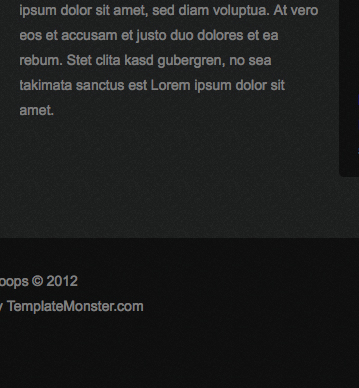 ipsum dolor sit amet, sed diam voluptua. At vero
eos et accusam et justo duo dolores et ea
rebum. Stet clita kasd gubergren, no sea
takimata sanctus est Lorem ipsum dolor sit
amet.
oops © 2012
TemplateMonster.com